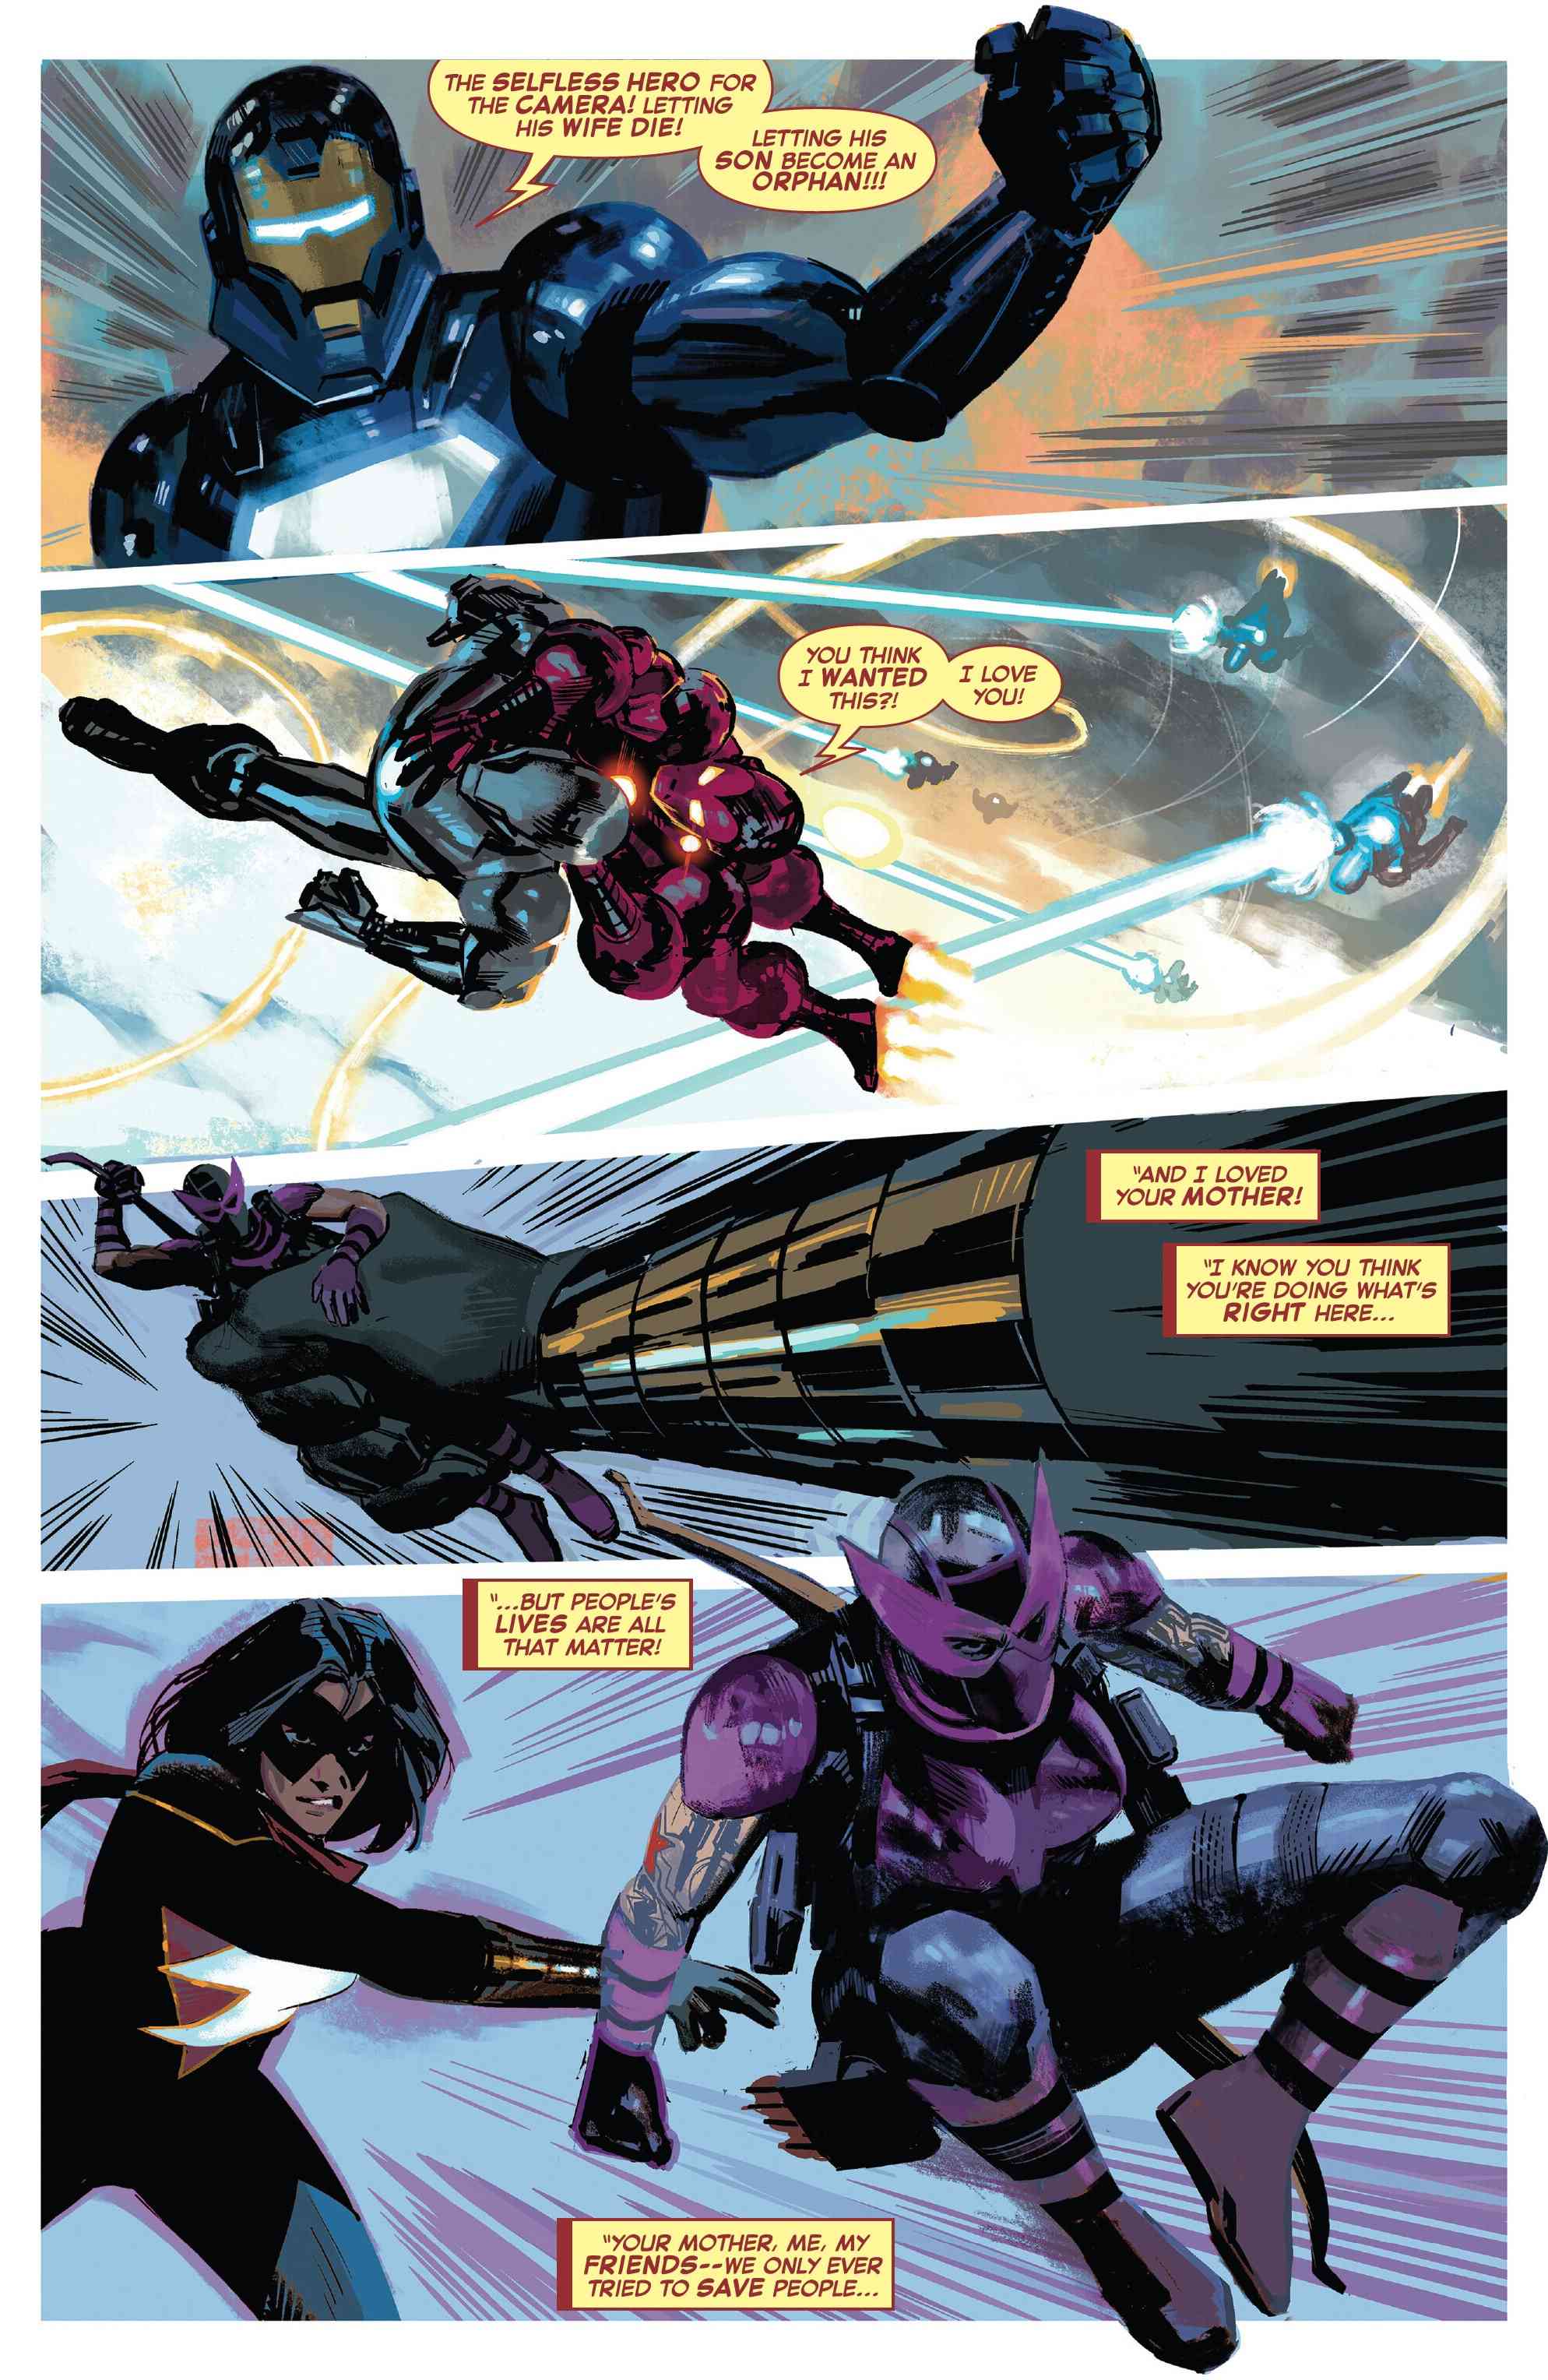 THE SELFLESS HERO FOR
THE CAMERA! LETTING
HIS WIFE DIE!
LETTING HIS
SON BECOME AN
ORPHAN!!!
YOU THINK
I WANTED
THIS?!
I LOVE
YOU!
"AND I LOVED
YOUR MOTHER!
"I KNOW YOU THINK
YOU'RE DOING WHAT'S
RIGHT HERE...
"...BUT PEOPLE'S
LIVES ARE ALL
THAT MATTER!
"YOUR MOTHER, ME, MY
FRIENDS--WE ONLY EVER
TRIED TO SAVE PEOPLE...